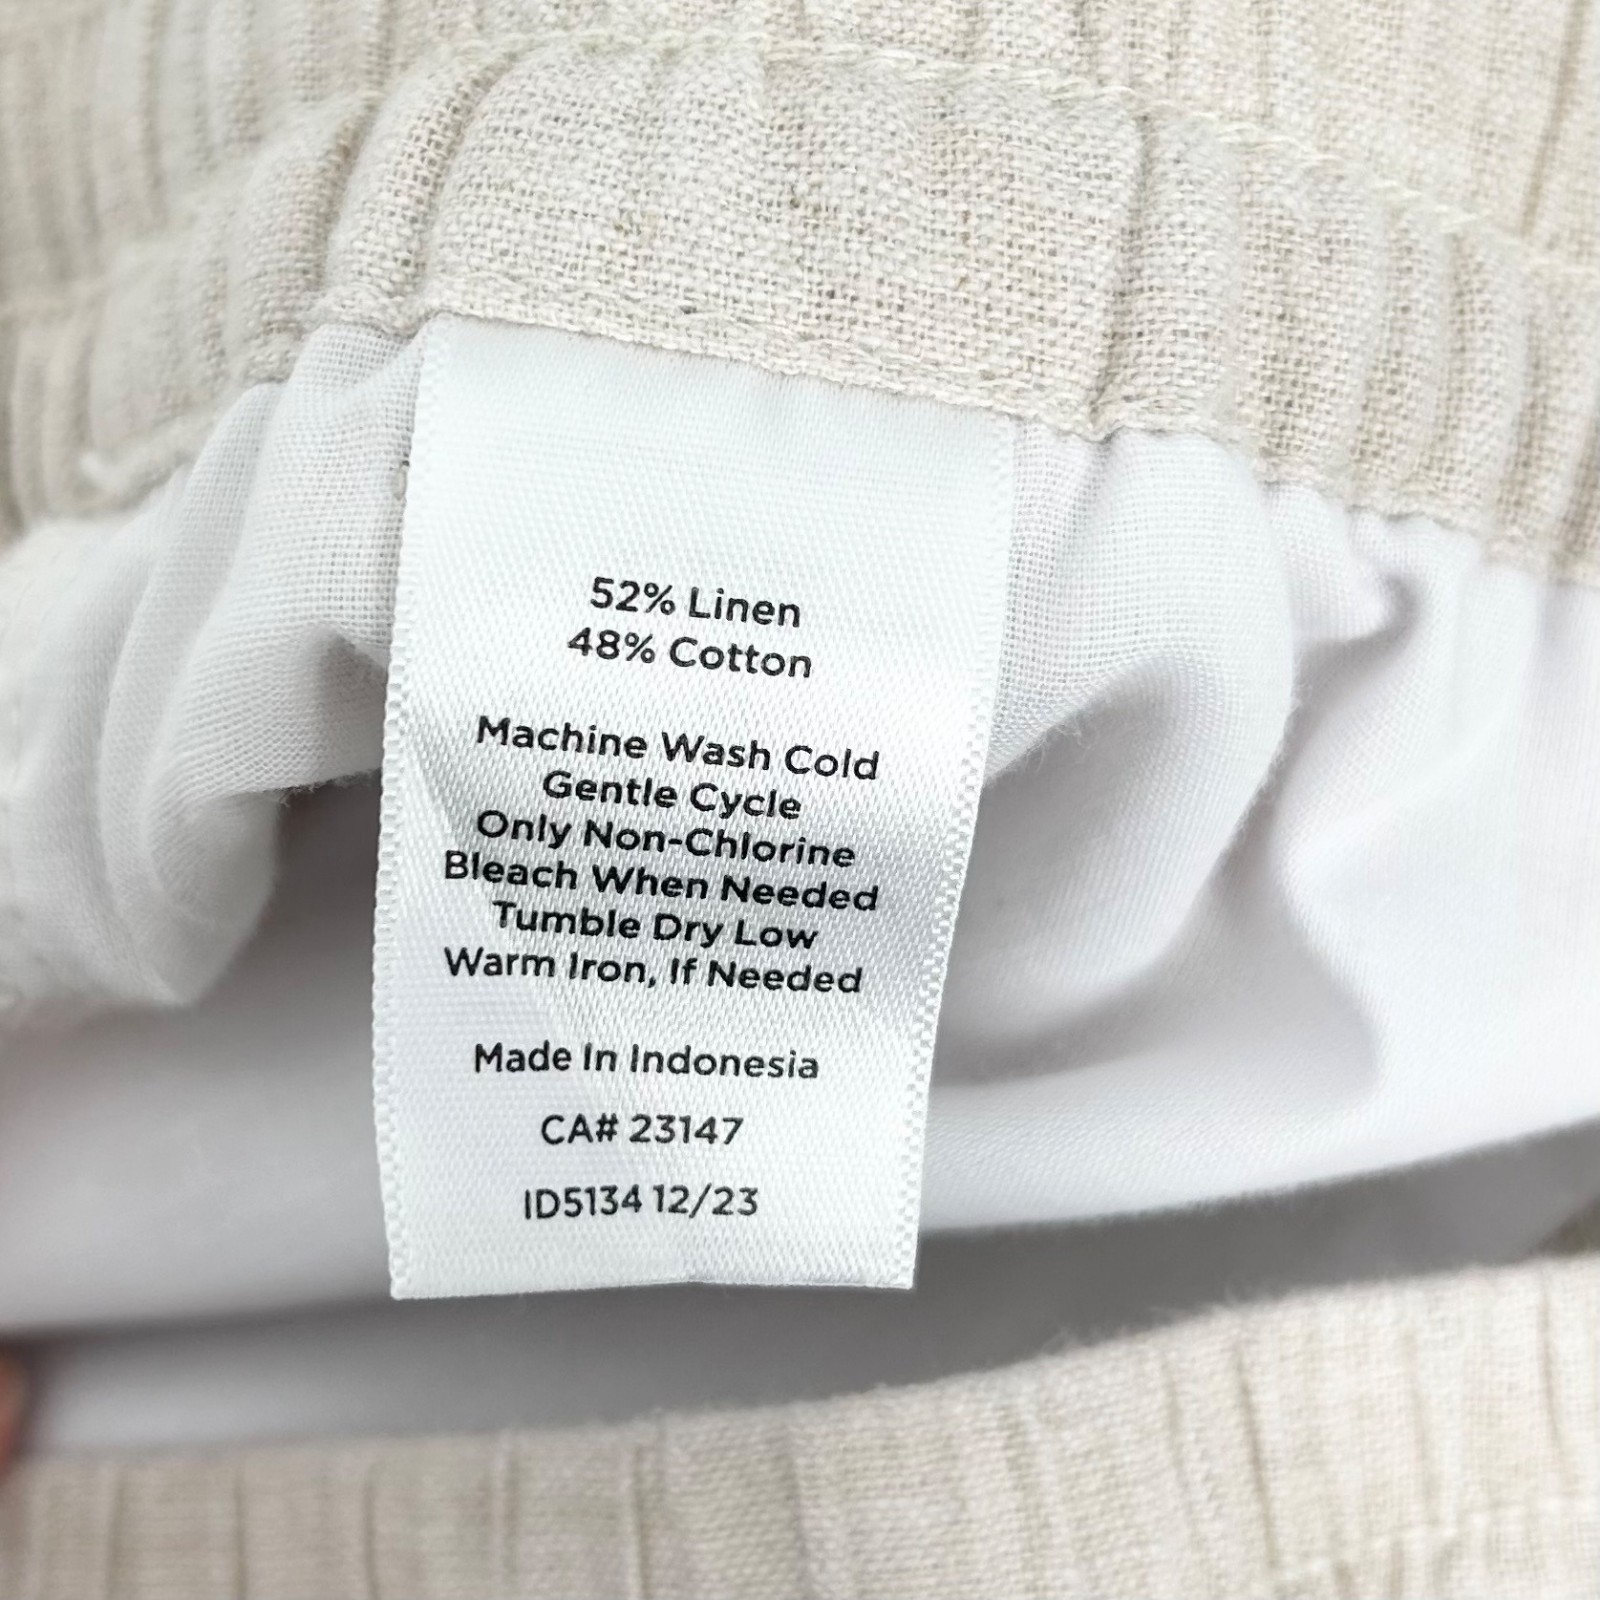 52% Linen
48% Cotton
Machine Wash Cold
Gentle Cycle
Only Non-Chlorine
Bleach When Needed
Tumble Dry Low
Warm Iron, If Needed
Made In Indonesia
CA# 23147
ID5134 12/23